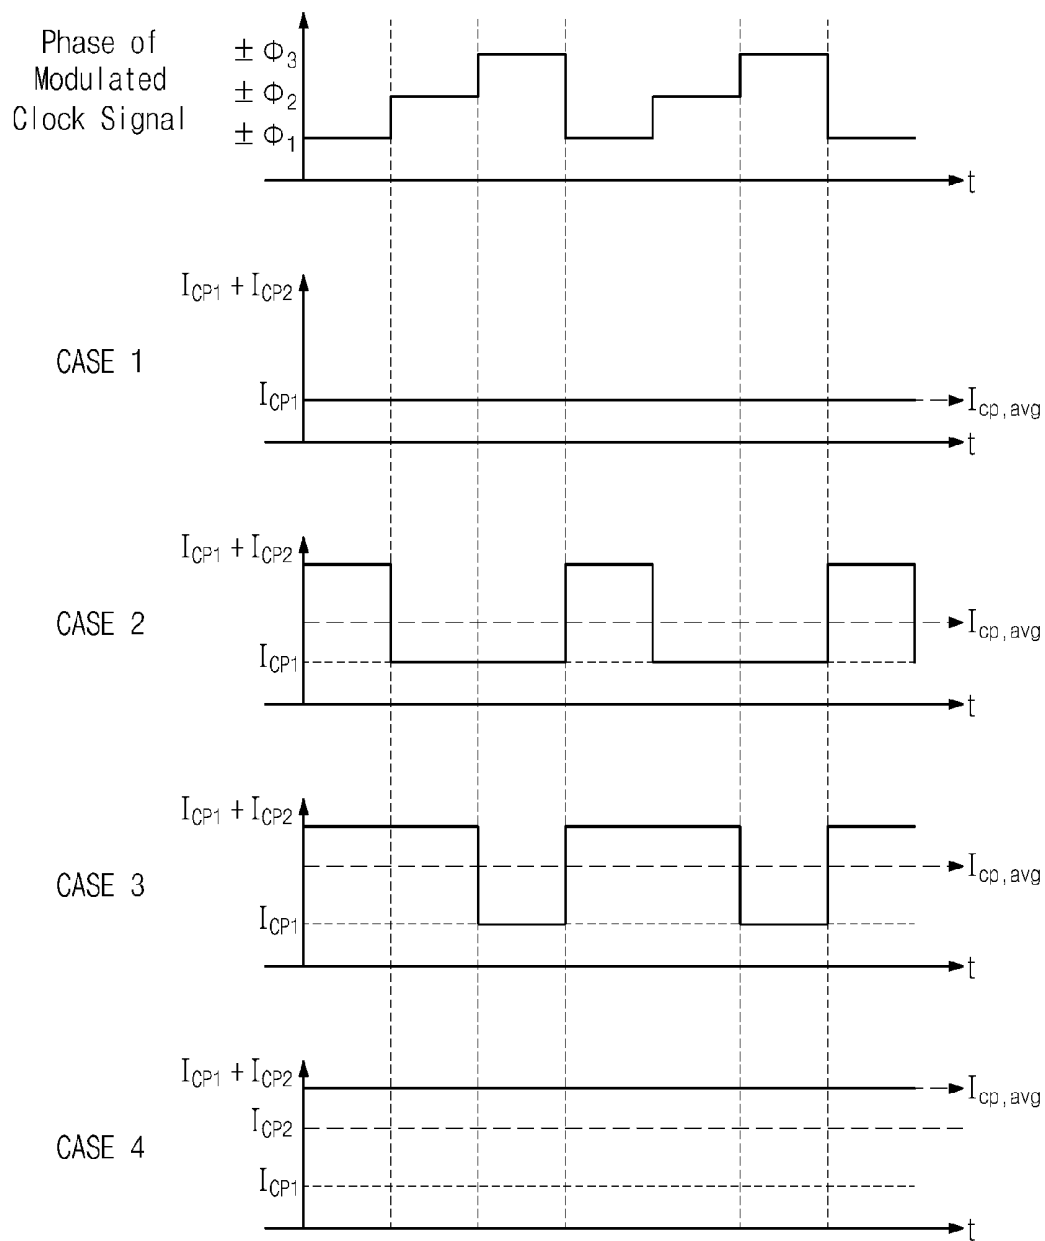 Phase of
Modulated
Clock Signal
± Φ3
± Φ2
± Φ1
t
CASE 1
ICP1 + ICP2
ICP1
Icp,avg
t
CASE 2
ICP1 + ICP2
Icp,avg
ICP1
t
CASE 3
ICP1 + ICP2
Icp,avg
ICP1
t
CASE 4
ICP1 + ICP2
Icp,avg
ICP2
ICP1
t